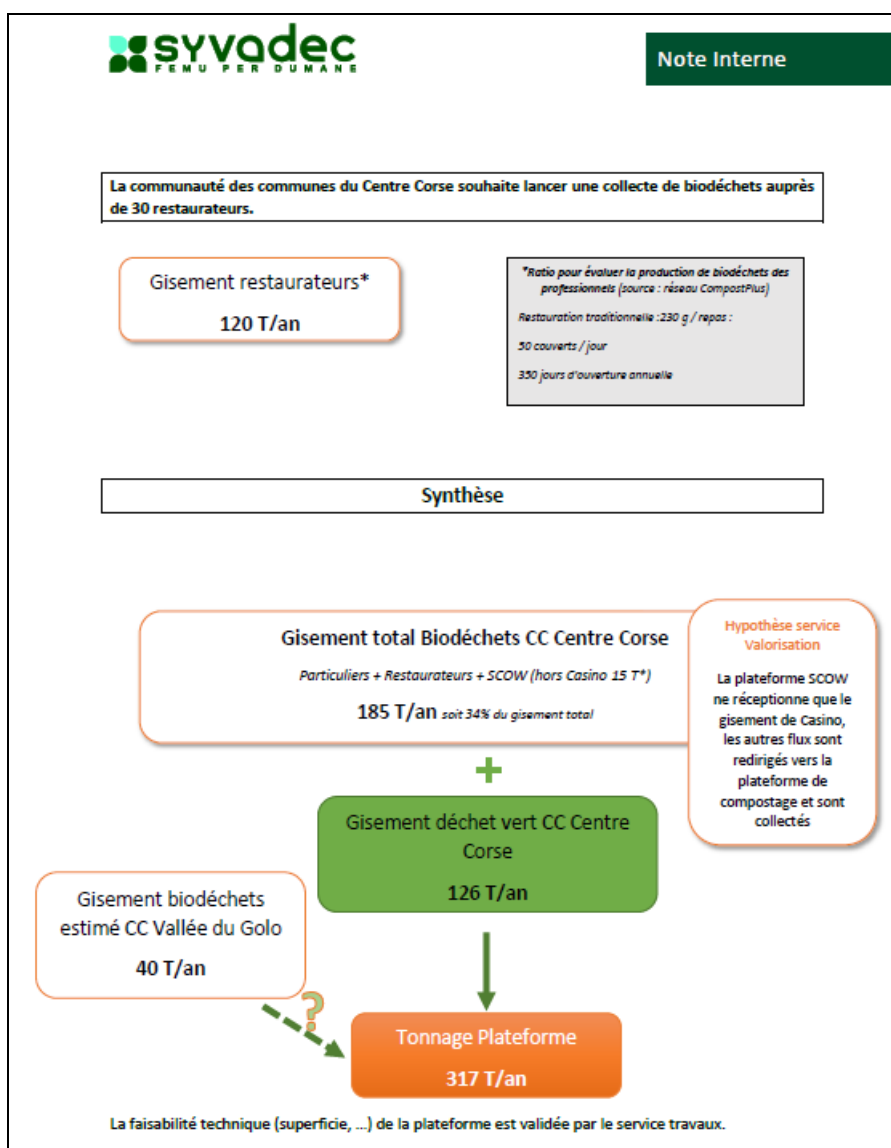 syvadec
FEMU PER DUMANE
Note Interne
La communauté des communes du Centre Corse souhaite lancer une collecte de biodéchets auprès
de 30 restaurateurs.
Gisement restaurateurs*
120 T/an
*Ratio pour évaluer la production de biodéchets des
professionnels (source : réseau CompostPlus)
Restauration traditionnelle :230 g / repas :
50 couverts / jour
350 jours d'ouverture annuelle
Synthèse
Gisement total Biodéchets CC Centre Corse
Particuliers + Restaurateurs + SCOW (hors Casino 15 T*)
185 T/an soit 34% du gisement total
Hypothèse service
Valorisation
La plateforme SCOW
ne réceptionne que le
gisement de Casino,
les autres flux sont
redirigés vers la
plateforme de
compostage et sont
collectés
+
Gisement déchet vert CC Centre
Corse
126 T/an
Gisement biodéchets
estimé CC Vallée du Golo
40 T/an
?
Tonnage Plateforme
317 T/an
La faisabilité technique (superficie, ...) de la plateforme est validée par le service travaux.